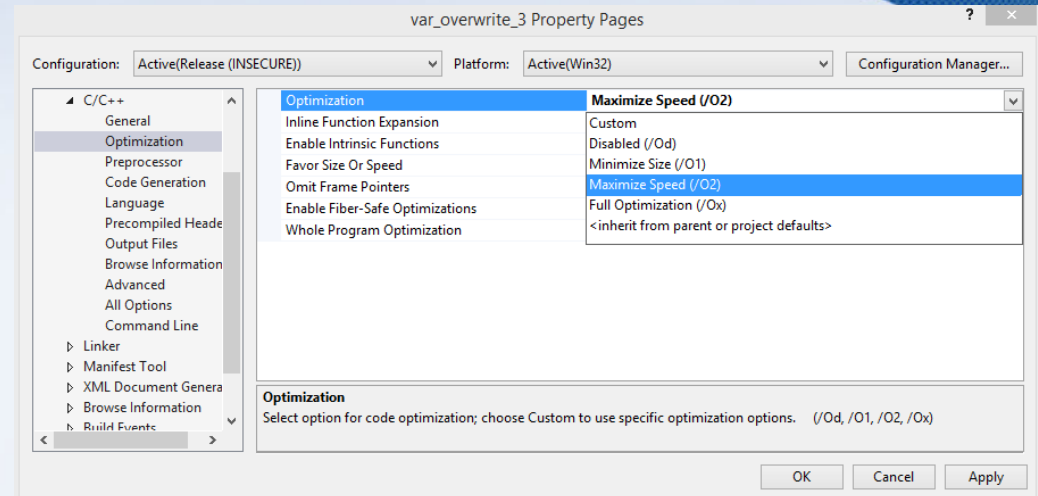 var_overwrite_3 Property Pages
?
Configuration: Active(Release (INSECURE)) Platform: Active(Win32) Configuration Manager...
C/C++
General
Optimization
Preprocessor
Code Generation
Language
Precompiled Heade
Output Files
Browse Information
Advanced
All Options
Command Line
Linker
Manifest Tool
XML Document Genera
Browse Information
Build Events
Optimization Maximize Speed (/O2)
Inline Function Expansion
Enable Intrinsic Functions
Favor Size Or Speed
Omit Frame Pointers
Enable Fiber-Safe Optimizations
Whole Program Optimization
Custom
Disabled (/Od)
Minimize Size (/O1)
Maximize Speed (/O2)
Full Optimization (/Ox)
<inherit from parent or project defaults>
Optimization
Select option for code optimization; choose Custom to use specific optimization options. (/Od, /O1, /O2, /Ox)
OK Cancel Apply